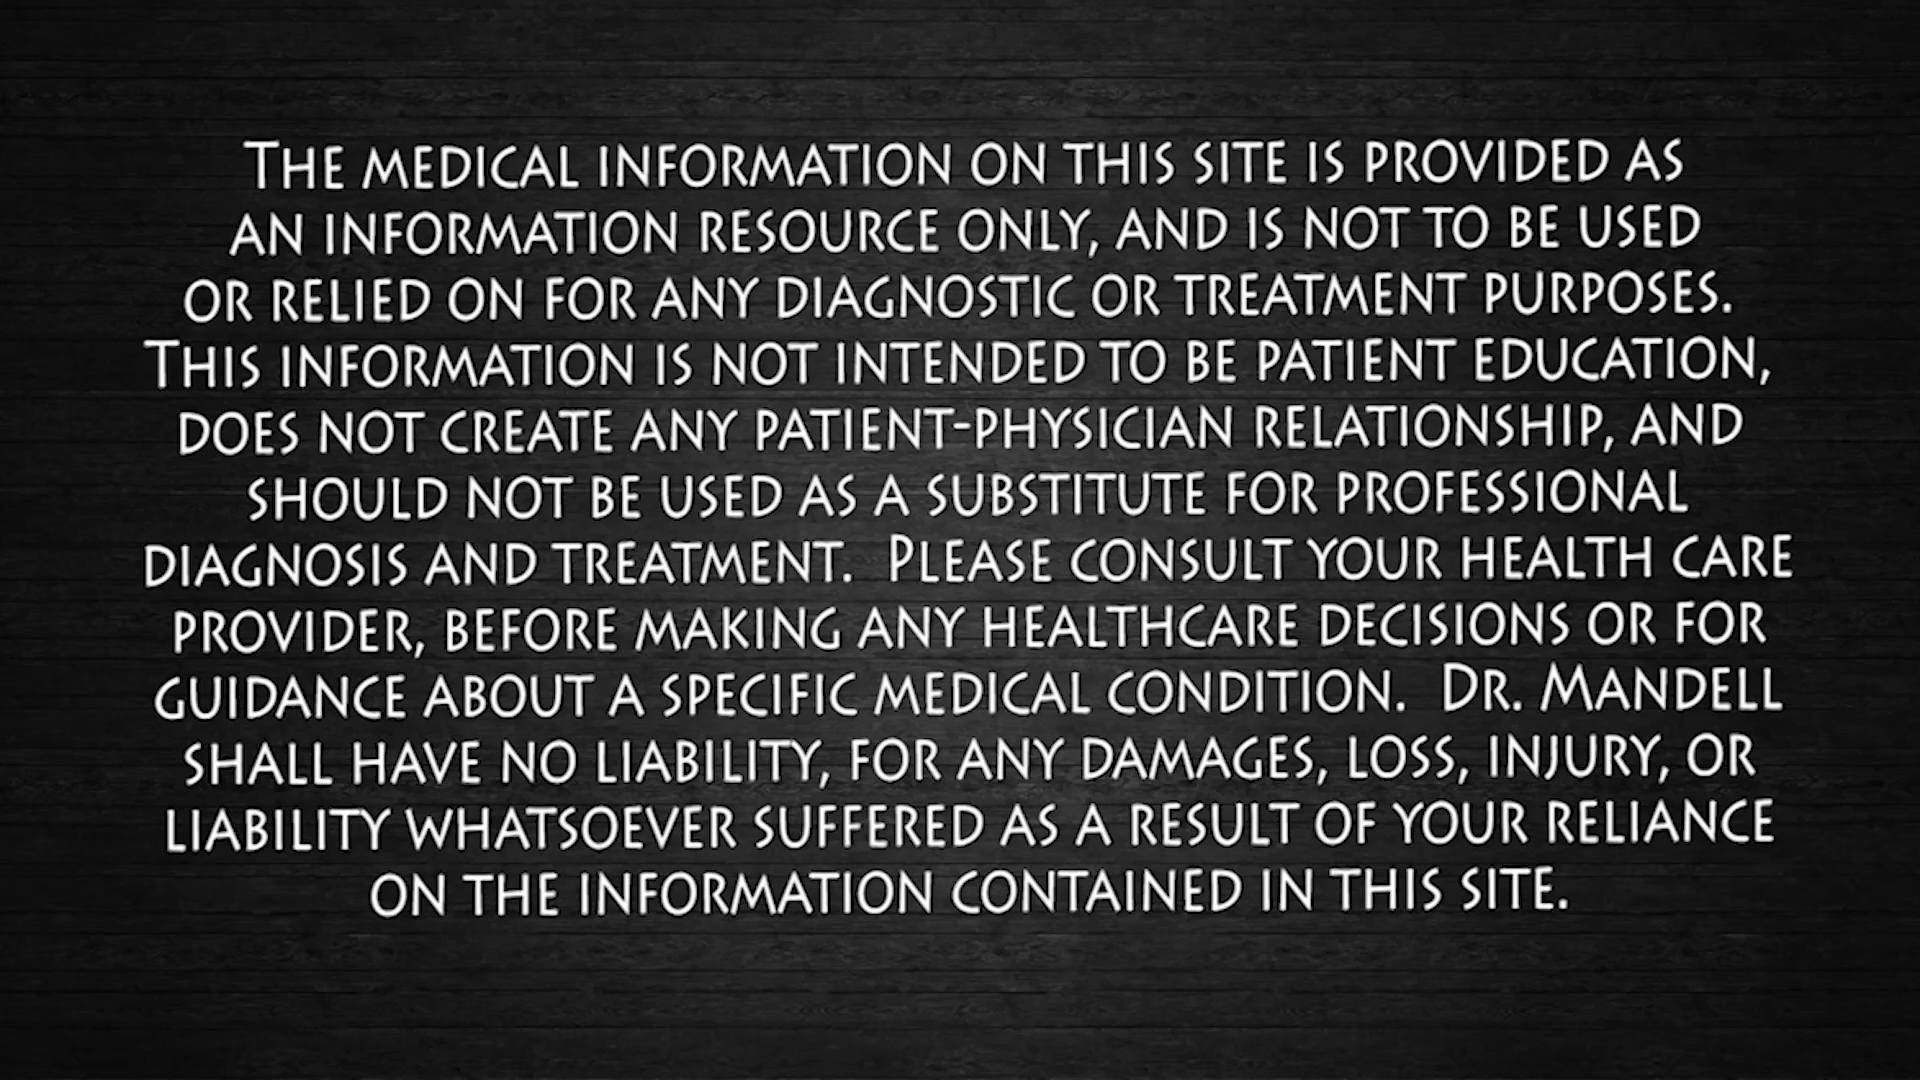 The medical information on this site is provided as
an information resource only, and is not to be used
or relied on for any diagnostic or treatment purposes.
This information is not intended to be patient education,
does not create any patient-physician relationship, and
should not be used as a substitute for professional
diagnosis and treatment.  Please consult your health care
provider, before making any healthcare decisions or for
guidance about a specific medical condition.  Dr. Mandell
shall have no liability, for any damages, loss, injury, or
liability whatsoever suffered as a result of your reliance
on the information contained in this site.